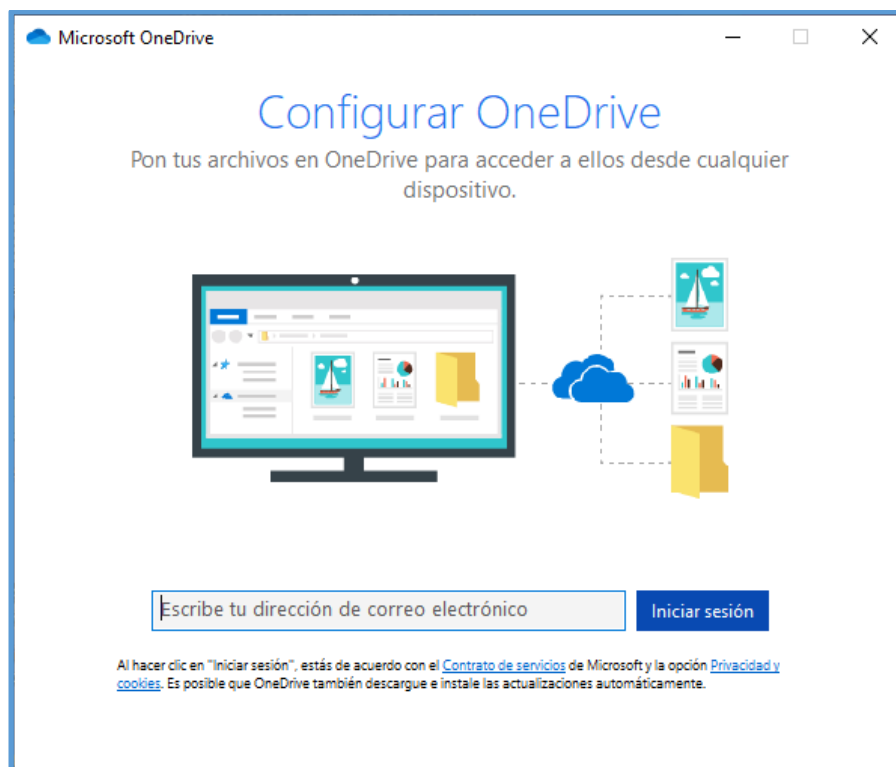 Microsoft OneDrive
Configurar OneDrive
Pon tus archivos en OneDrive para acceder a ellos desde cualquier
dispositivo.
Escribe tu dirección de correo electrónico
Iniciar sesión
Al hacer clic en "Iniciar sesión", estás de acuerdo con el Contrato de servicios de Microsoft y la opción Privacidad y
cookies. Es posible que OneDrive también descargue e instale las actualizaciones automáticamente.